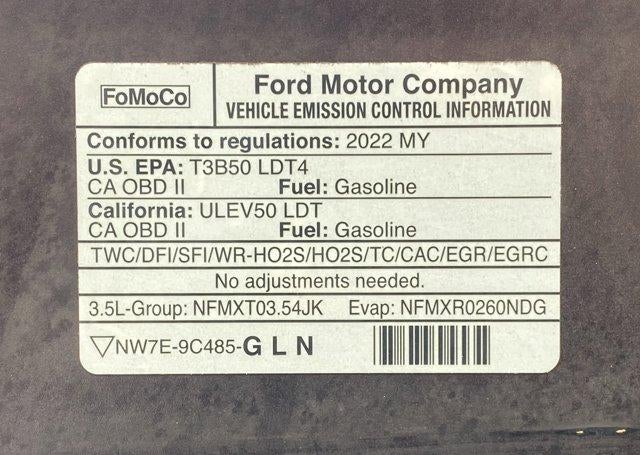 FoMoCo
Ford Motor Company
VEHICLE EMISSION CONTROL INFORMATION
Conforms to regulations: 2022 MY
U.S. EPA: T3B50 LDT4
CA OBD II Fuel: Gasoline
California: ULEV50 LDT
CA OBD II Fuel: Gasoline
TWC/DFI/SFI/WR-HO2S/HO2S/TC/CAC/EGR/EGRC
No adjustments needed.
3.5L-Group: NFMXT03.54JK Evap: NFMXR0260NDG
▽NW7E-9C485-G L N